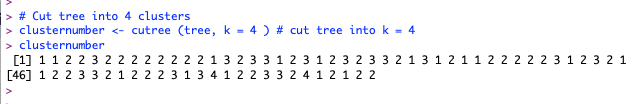 >
> # Cut tree into 4 clusters
> clusternumber <- cutree (tree, k = 4 ) # cut tree into k = 4
> clusternumber
[1] 1 1 2 2 3 2 2 2 2 2 2 2 2 1 3 2 3 3 1 2 3 1 2 3 2 3 3 2 1 3 1 2 1 1 2 2 2 2 2 3 1 2 3 2 1
[46] 1 2 2 3 3 2 1 2 2 2 3 1 3 4 1 2 2 3 3 2 4 1 2 1 2 2
>